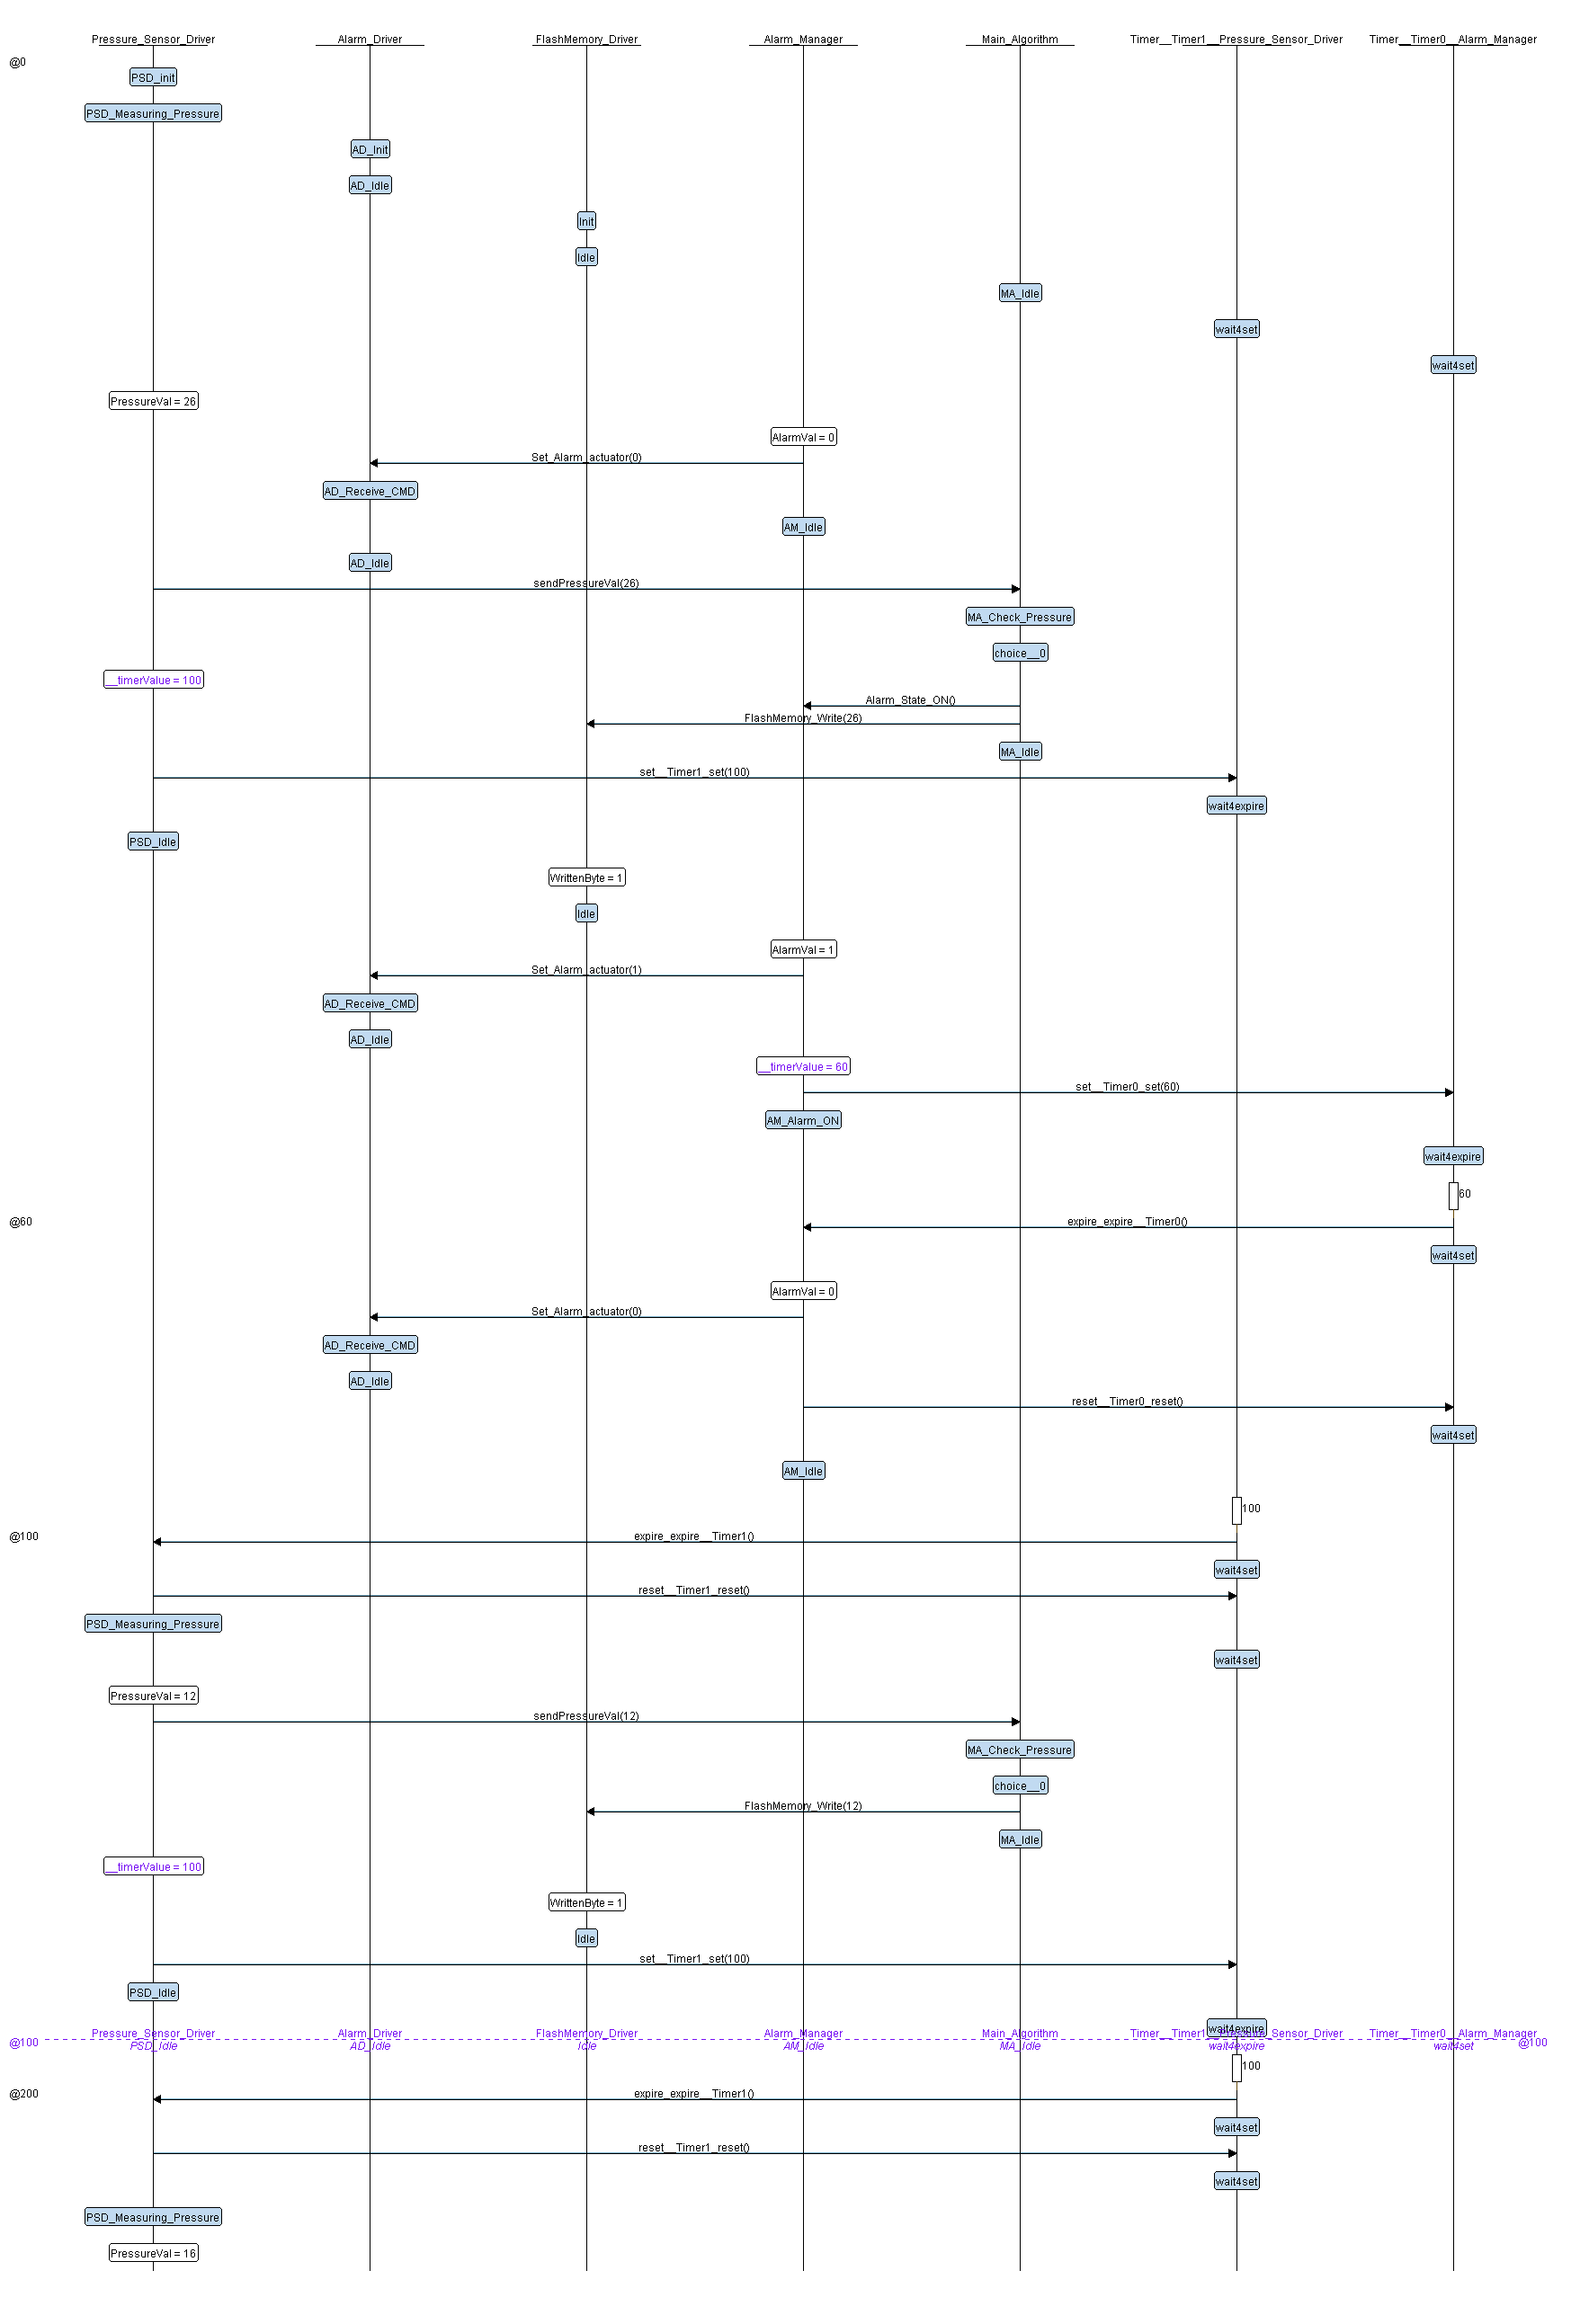 Pressure_Sensor_Driver Alarm_Driver FlashMemory_Driver Alarm_Manager Main_Algorithm Timer__Timer1__Pressure_Sensor_Driver Timer__Timer0__Alarm_Manager
@0
PSD_init
PSD_Measuring_Pressure
AD_Init
AD_Idle
Init
Idle
MA_Idle
wait4set
wait4set
PressureVal = 26
AlarmVal = 0
Set_Alarm_actuator(0)
AD_Receive_CMD
AM_Idle
AD_Idle
sendPressureVal(26)
MA_Check_Pressure
choice__0
__timerValue = 100
Alarm_State_ON()
FlashMemory_Write(26)
MA_Idle
set__Timer1_set(100)
wait4expire
PSD_Idle
WrittenByte = 1
Idle
AlarmVal = 1
Set_Alarm_actuator(1)
AD_Receive_CMD
AD_Idle
__timerValue = 60
set__Timer0_set(60)
AM_Alarm_ON
wait4expire
60
@60 expire_expire__Timer0()
wait4set
AlarmVal = 0
Set_Alarm_actuator(0)
AD_Receive_CMD
AD_Idle
reset__Timer0_reset()
wait4set
AM_Idle
100
@100 expire_expire__Timer1()
wait4set
reset__Timer1_reset()
PSD_Measuring_Pressure
wait4set
PressureVal = 12
sendPressureVal(12)
MA_Check_Pressure
choice__0
FlashMemory_Write(12)
MA_Idle
__timerValue = 100
WrittenByte = 1
Idle
set__Timer1_set(100)
PSD_Idle
wait4expire
Pressure_Sensor_Driver Alarm_Driver FlashMemory_Driver Alarm_Manager Main_Algorithm Timer__Timer1__Pressure_Sensor_Driver Timer__Timer0__Alarm_Manager
@100 PSD_Idle AD_Idle Idle AM_Idle MA_Idle wait4expire wait4set @100
100
@200 expire_expire__Timer1()
wait4set
reset__Timer1_reset()
wait4set
PSD_Measuring_Pressure
PressureVal = 16